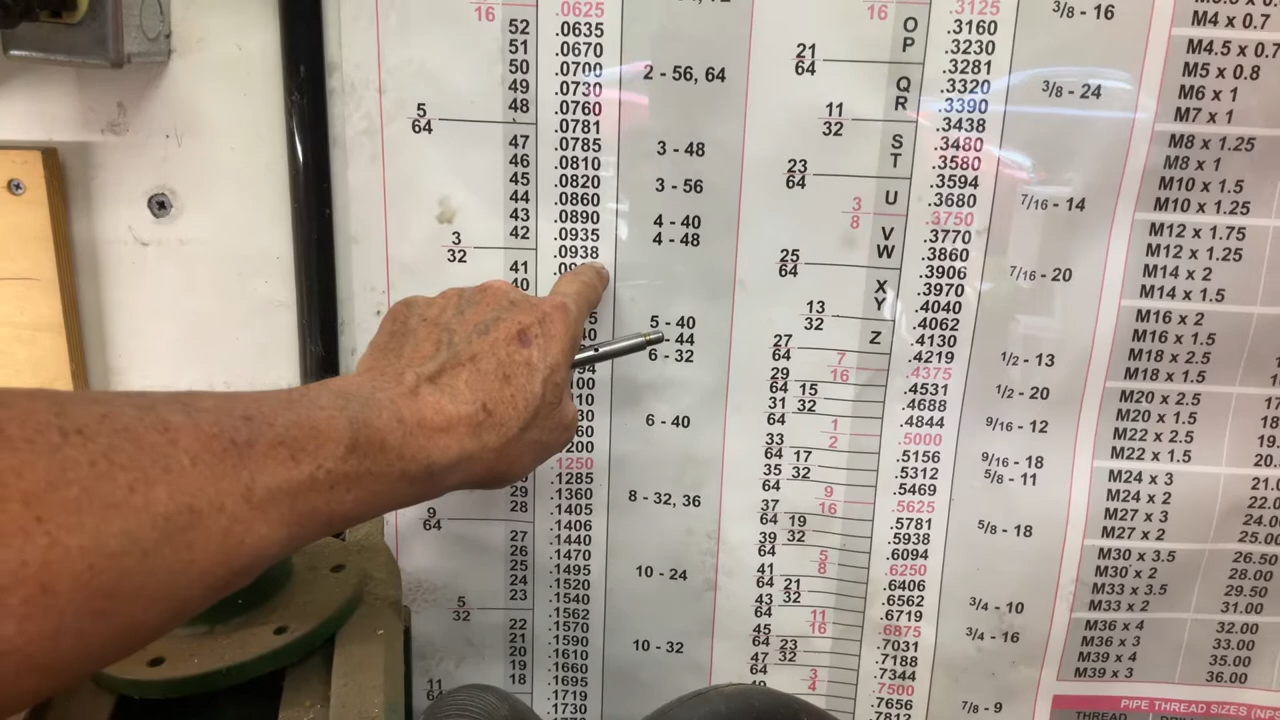 1/16 .0625
52 .0635
51 .0670
50 .0700 2 - 56, 64
49 .0730
48 .0760
5/64 .0781
47 .0785 3 - 48
46 .0810
45 .0820 3 - 56
44 .0860
43 .0890 4 - 40
42 .0935 4 - 48
3/32 .0938
41
40
5 - 40
- 44
6 - 32
6 - 40
.1250
.1285
29 .1360 8 - 32, 36
28 .1405
9/64 .1406
27 .1440
26 .1470
25 .1495 10 - 24
24 .1520
23 .1540
5/32 .1562
22 .1570
21 .1590 10 - 32
20 .1610
19 .1660
18 .1695
11/64 .1719
.1730
16 .3125 3/8 - 16
O .3160
P .3230
21/64 .3281
Q .3320 3/8 - 24
R .3390
11/32 .3438
S .3480
T .3580
23/64 .3594
U .3680 7/16 - 14
3/8 .3750
V .3770
W .3860
25/64 .3906 7/16 - 20
X .3970
Y .4040
13/32 .4062
Z .4130
27/64 .4219 1/2 - 13
7/16 .4375
29/64 .4531 1/2 - 20
15/32 .4688
31/64 .4844 9/16 - 12
1/2 .5000
33/64 .5156 9/16 - 18
17/32 .5312 5/8 - 11
35/64 .5469
9/16 .5625
37/64 .5781 5/8 - 18
19/32 .5938
39/64 .6094
5/8 .6250
41/64 .6406
21/32 .6562 3/4 - 10
43/64 .6719
11/16 .6875 3/4 - 16
45/64 .7031
23/32 .7188
47/64 .7344
3/4 .7500
.7656 7/8 - 9
.7812
M4 x 0.7
M4.5 x 0.7
M5 x 0.8
M6 x 1
M7 x 1
M8 x 1.25
M8 x 1
M10 x 1.5
M10 x 1.25
M12 x 1.75
M12 x 1.25
M14 x 2
M14 x 1.5
M16 x 2
M16 x 1.5
M18 x 2.5
M18 x 1.5
M20 x 2.5 17
M20 x 1.5 18
M22 x 2.5 19.
M22 x 1.5 20.
M24 x 3 21.0
M24 x 2 22.0
M27 x 3 24.0
M27 x 2 25.00
M30 x 3.5 26.50
M30 x 2 28.00
M33 x 3.5 29.50
M33 x 2 31.00
M36 x 4 32.00
M36 x 3 33.00
M39 x 4 35.00
M39 x 3 36.00
PIPE THREAD SIZES (NPS
THREAD